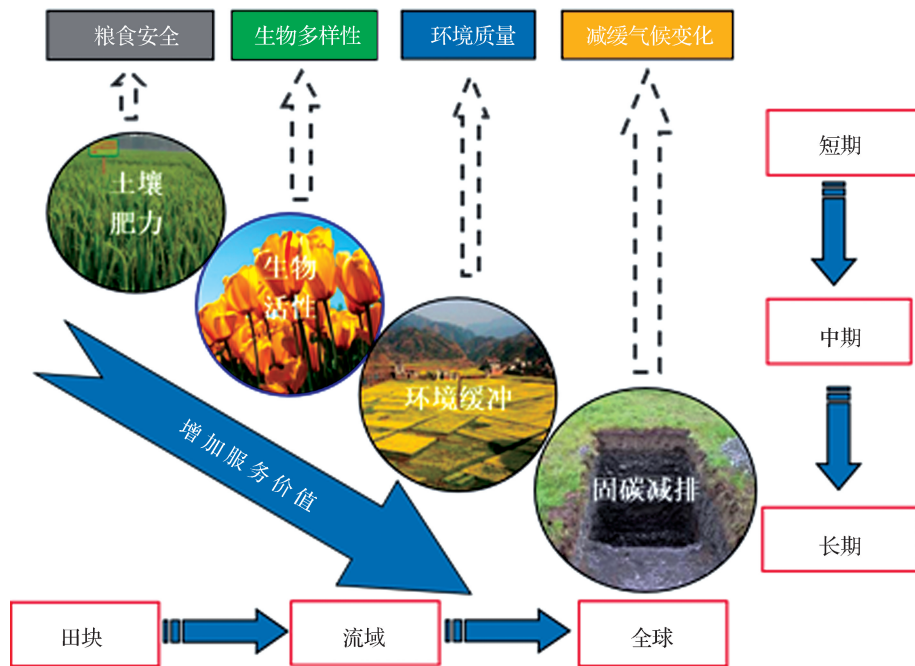 粮食安全
生物多样性
环境质量
减缓气候变化
短期
土壤
肥力
生物
活性
中期
环境缓冲
增加服务价值
固碳减排
长期
田块
流域
全球